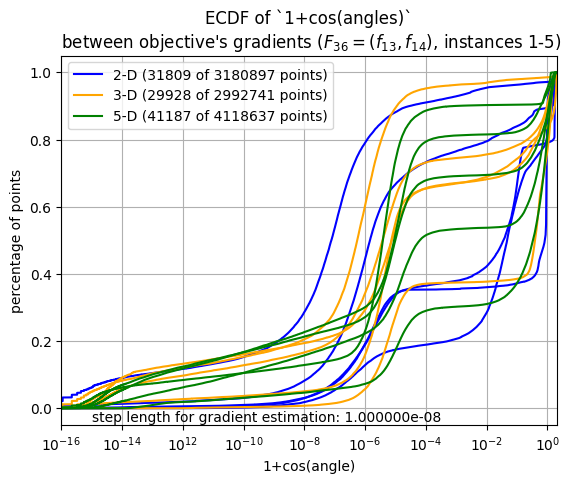 ECDF of `1+cos(angles)`
between objective's gradients (F₃₆ = (f₁₃, f₁₄), instances 1-5)
2-D (31809 of 3180897 points)
3-D (29928 of 2992741 points)
5-D (41187 of 4118637 points)
percentage of points
1.0
0.8
0.6
0.4
0.2
0.0
step length for gradient estimation: 1.000000e-08
10⁻¹⁶ 10⁻¹⁴ 10⁻¹² 10⁻¹⁰ 10⁻⁸ 10⁻⁶ 10⁻⁴ 10⁻² 10⁰
1+cos(angle)